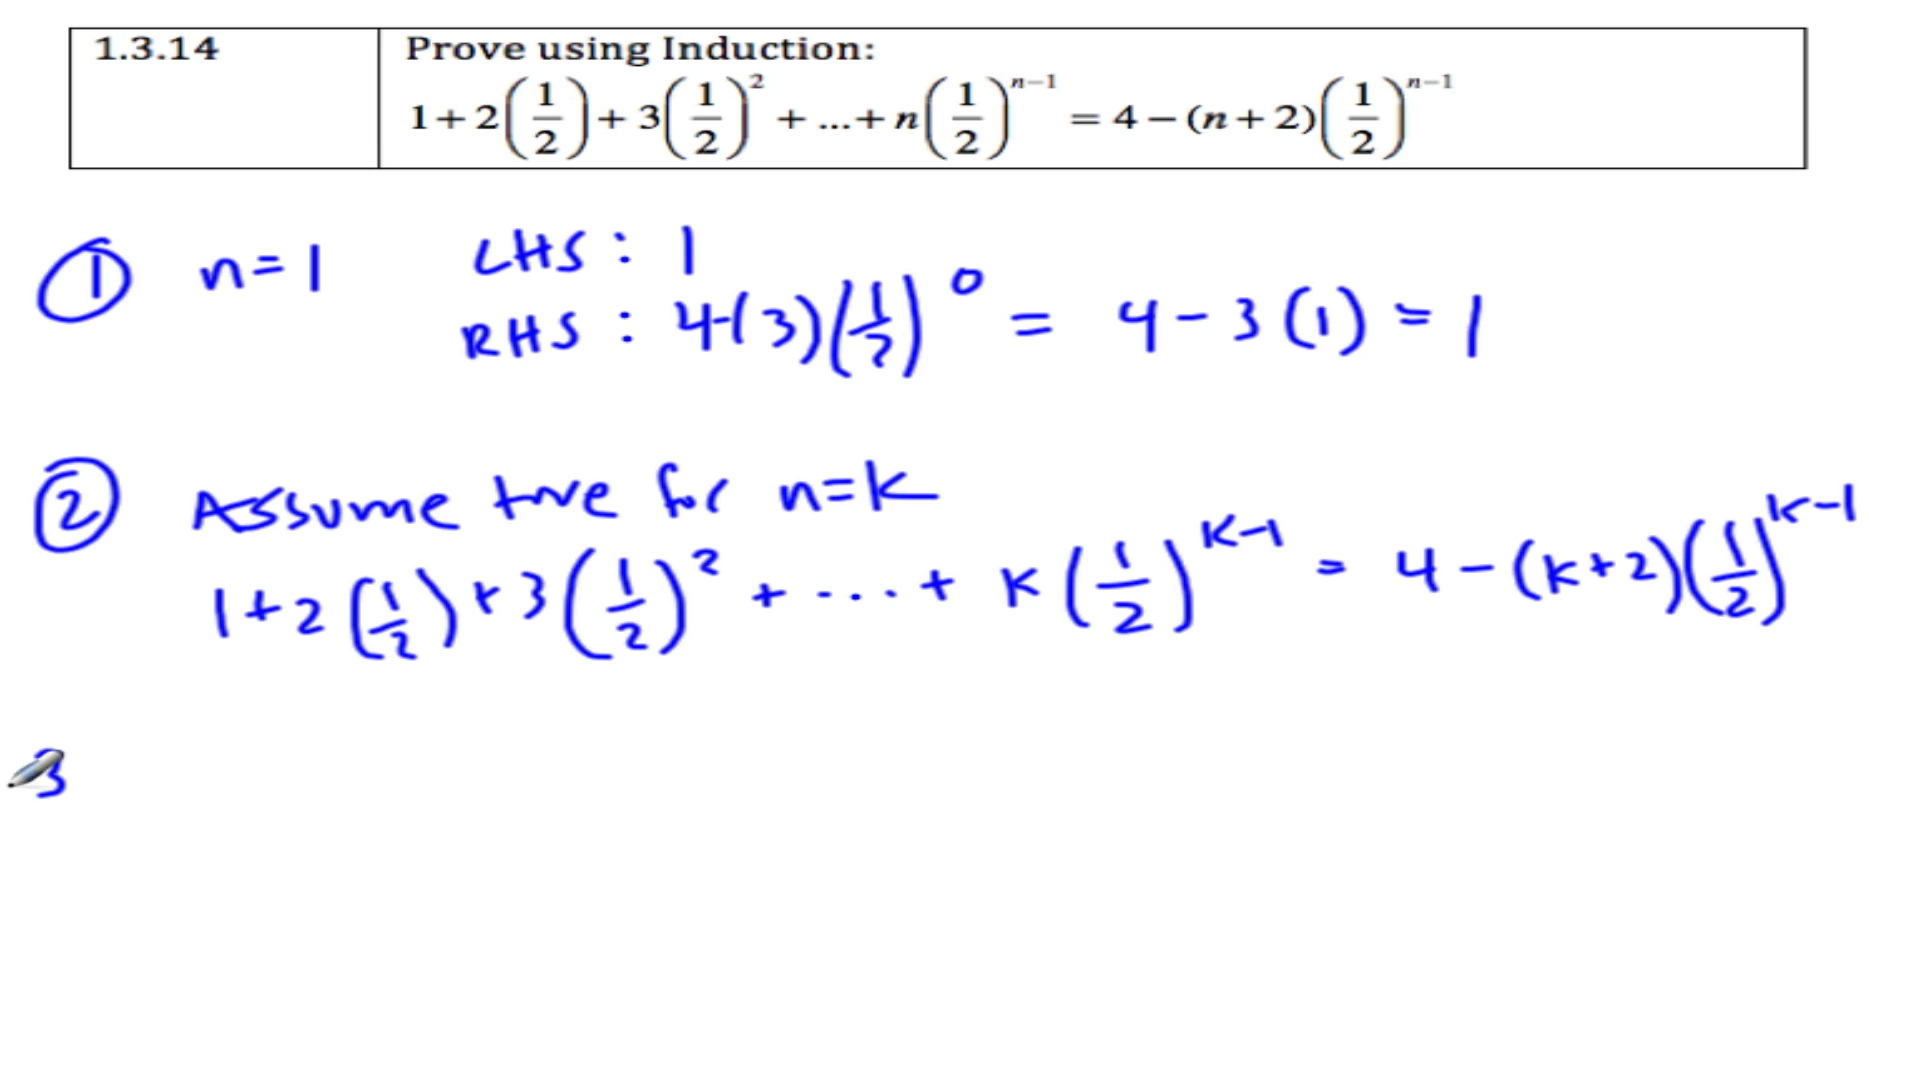 1.3.14
Prove using Induction:
1+2(1/2)+3(1/2)^2+...+n(1/2)^{n-1}=4-(n+2)(1/2)^{n-1}
① n=1 LHS: 1
RHS: 4-(3)(1/2)^0 = 4-3(1) = 1
② Assume true for n=k
1+2(1/2)+3(1/2)^2+...+k(1/2)^{k-1} = 4-(k+2)(1/2)^{k-1}
3